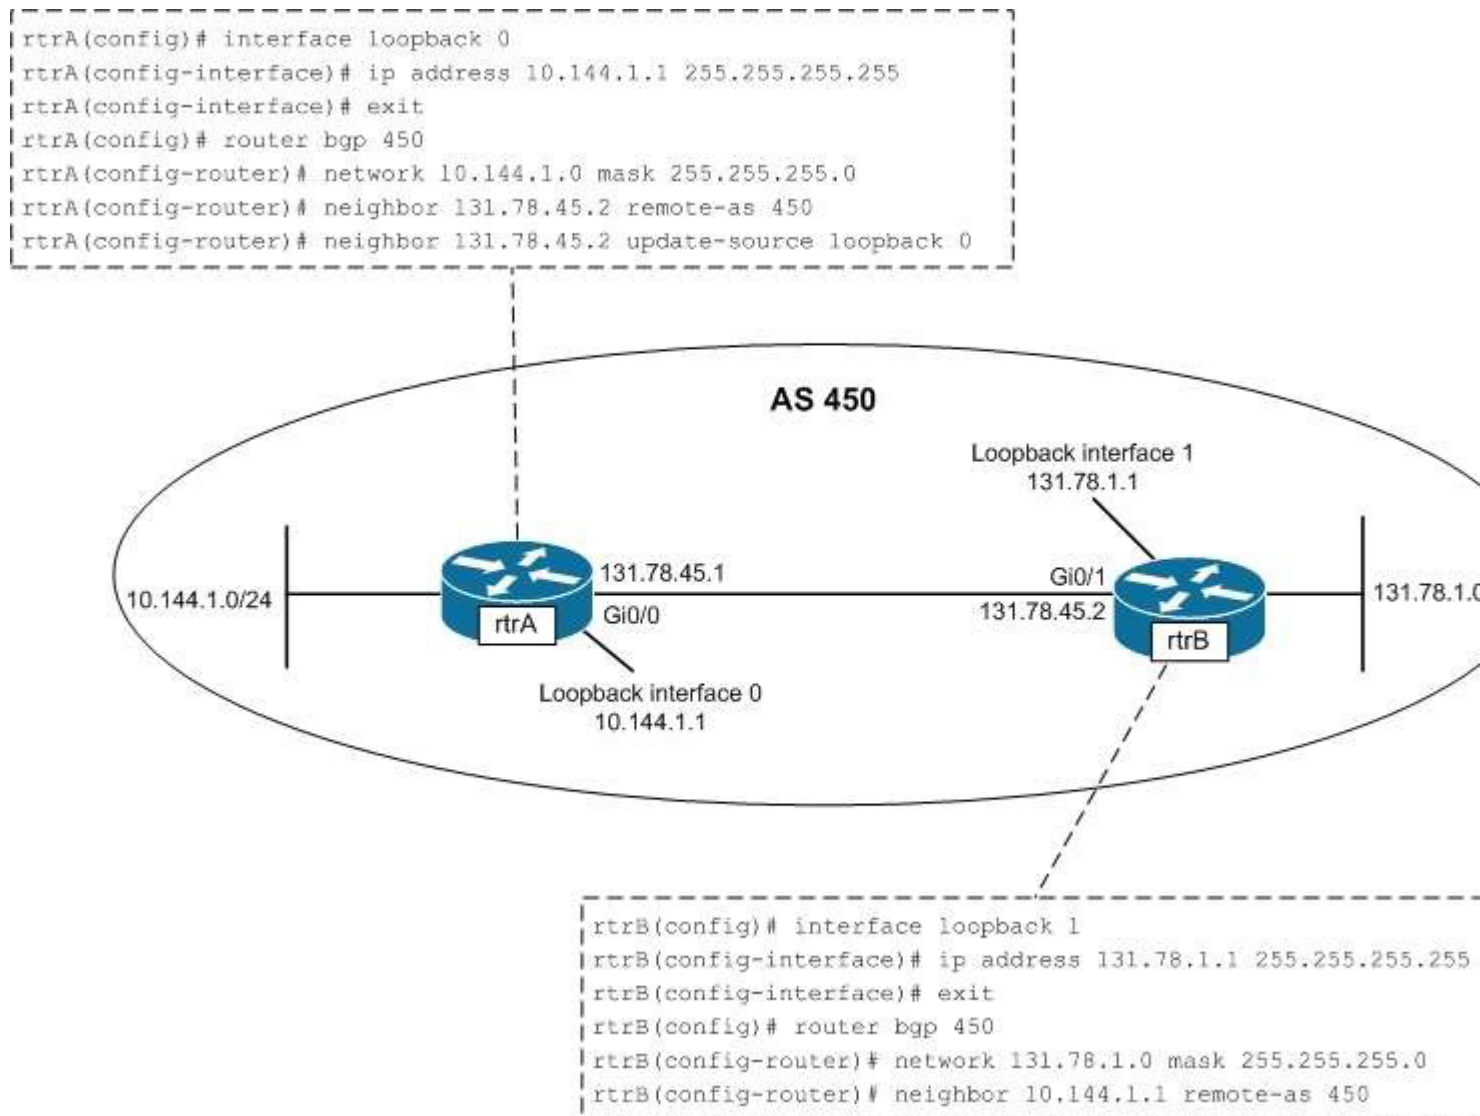 rtrA(config)# interface loopback 0
rtrA(config-interface)# ip address 10.144.1.1 255.255.255.255
rtrA(config-interface)# exit
rtrA(config)# router bgp 450
rtrA(config-router)# network 10.144.1.0 mask 255.255.255.0
rtrA(config-router)# neighbor 131.78.45.2 remote-as 450
rtrA(config-router)# neighbor 131.78.45.2 update-source loopback 0
AS 450
Loopback interface 1
131.78.1.1
10.144.1.0/24
131.78.45.1
Gi0/0
rtrA
Loopback interface 0
10.144.1.1
Gi0/1
131.78.45.2
rtrB
131.78.1.0
rtrB(config)# interface loopback 1
rtrB(config-interface)# ip address 131.78.1.1 255.255.255.255
rtrB(config-interface)# exit
rtrB(config)# router bgp 450
rtrB(config-router)# network 131.78.1.0 mask 255.255.255.0
rtrB(config-router)# neighbor 10.144.1.1 remote-as 450